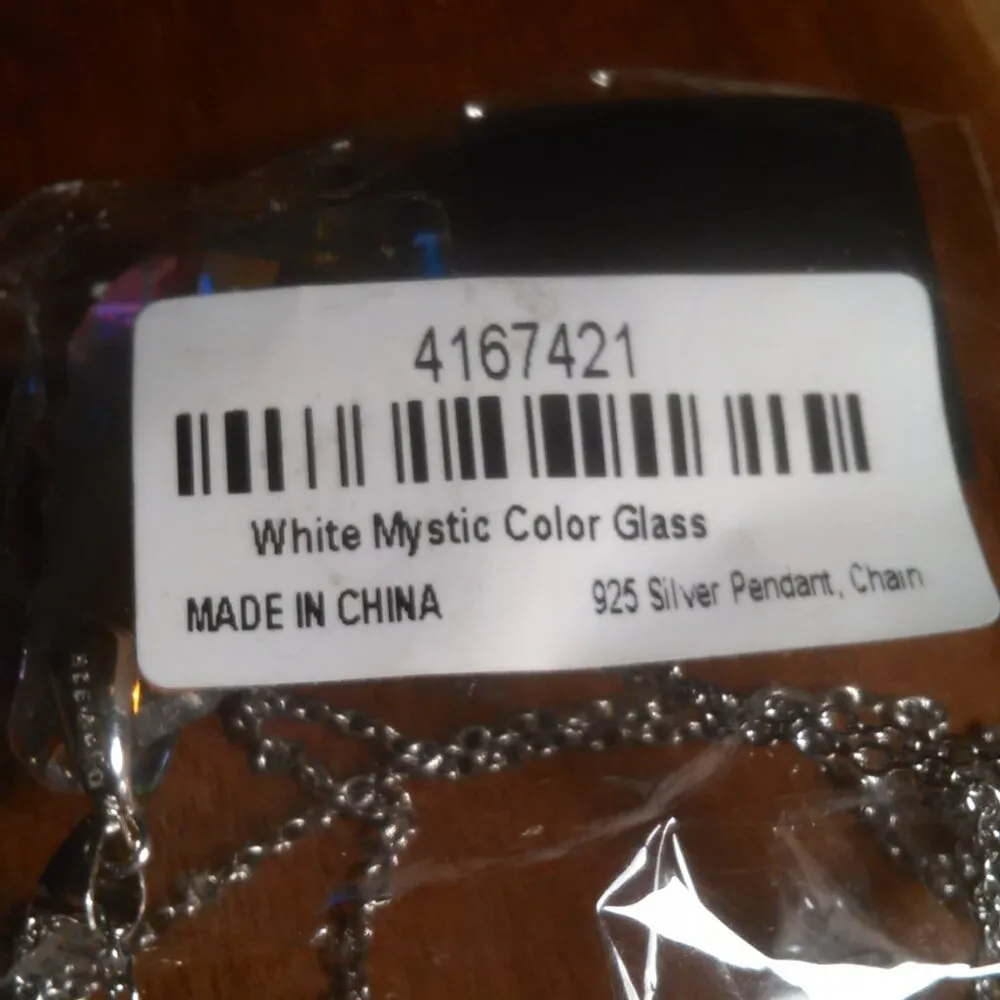 4167421
White Mystic Color Glass
MADE IN CHINA
925 Silver Pendant, Chain